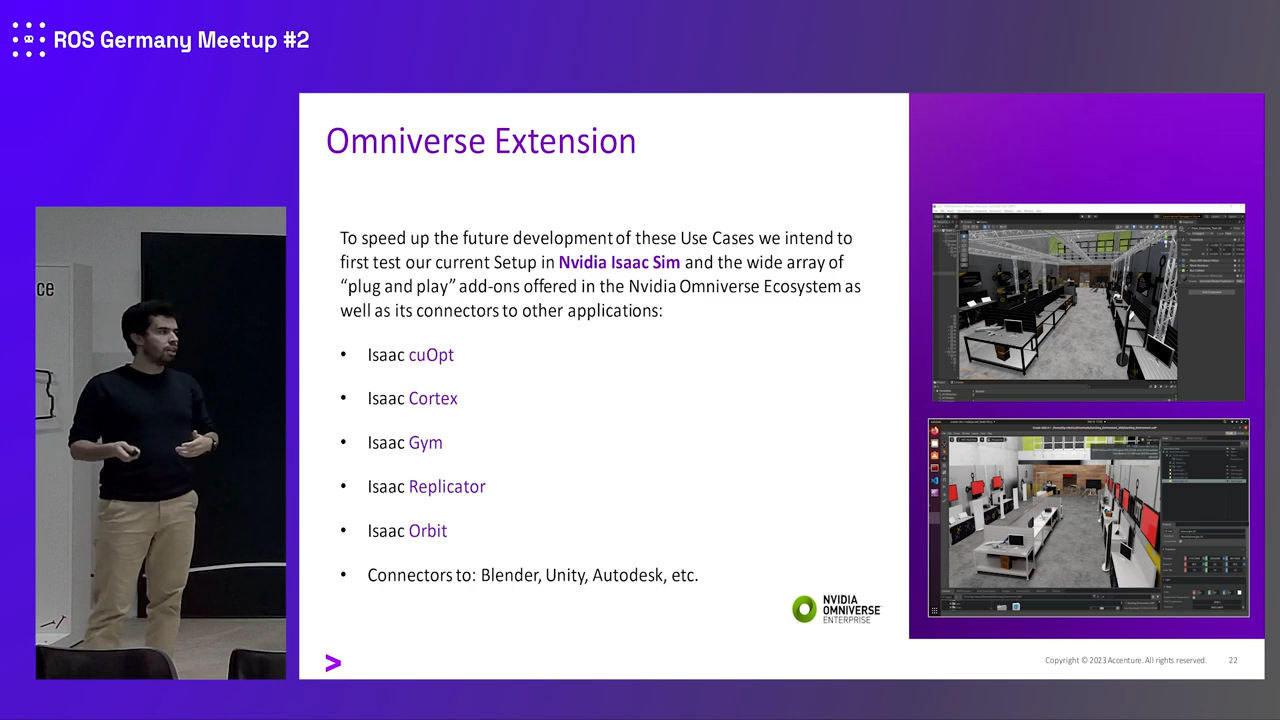 ROS Germany Meetup #2
Omniverse Extension
To speed up the future development of these Use Cases we intend to
first test our current Setup in Nvidia Isaac Sim and the wide array of
“plug and play” add-ons offered in the Nvidia Omniverse Ecosystem as
well as its connectors to other applications:
• Isaac cuOpt
• Isaac Cortex
• Isaac Gym
• Isaac Replicator
• Isaac Orbit
• Connectors to: Blender, Unity, Autodesk, etc.
NVIDIA
OMNIVERSE
ENTERPRISE
>
Copyright © 2023 Accenture. All rights reserved. 22
ce